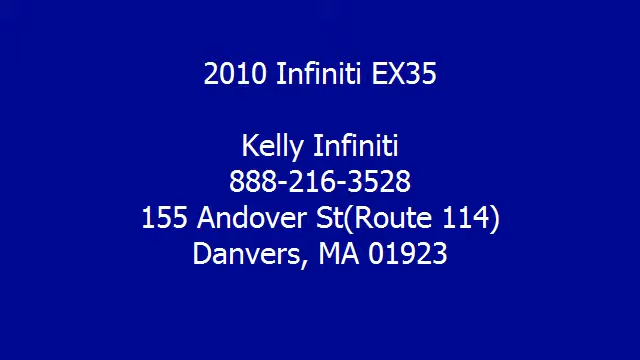 2010 Infiniti EX35
Kelly Infiniti
888-216-3528
155 Andover St(Route 114)
Danvers, MA 01923